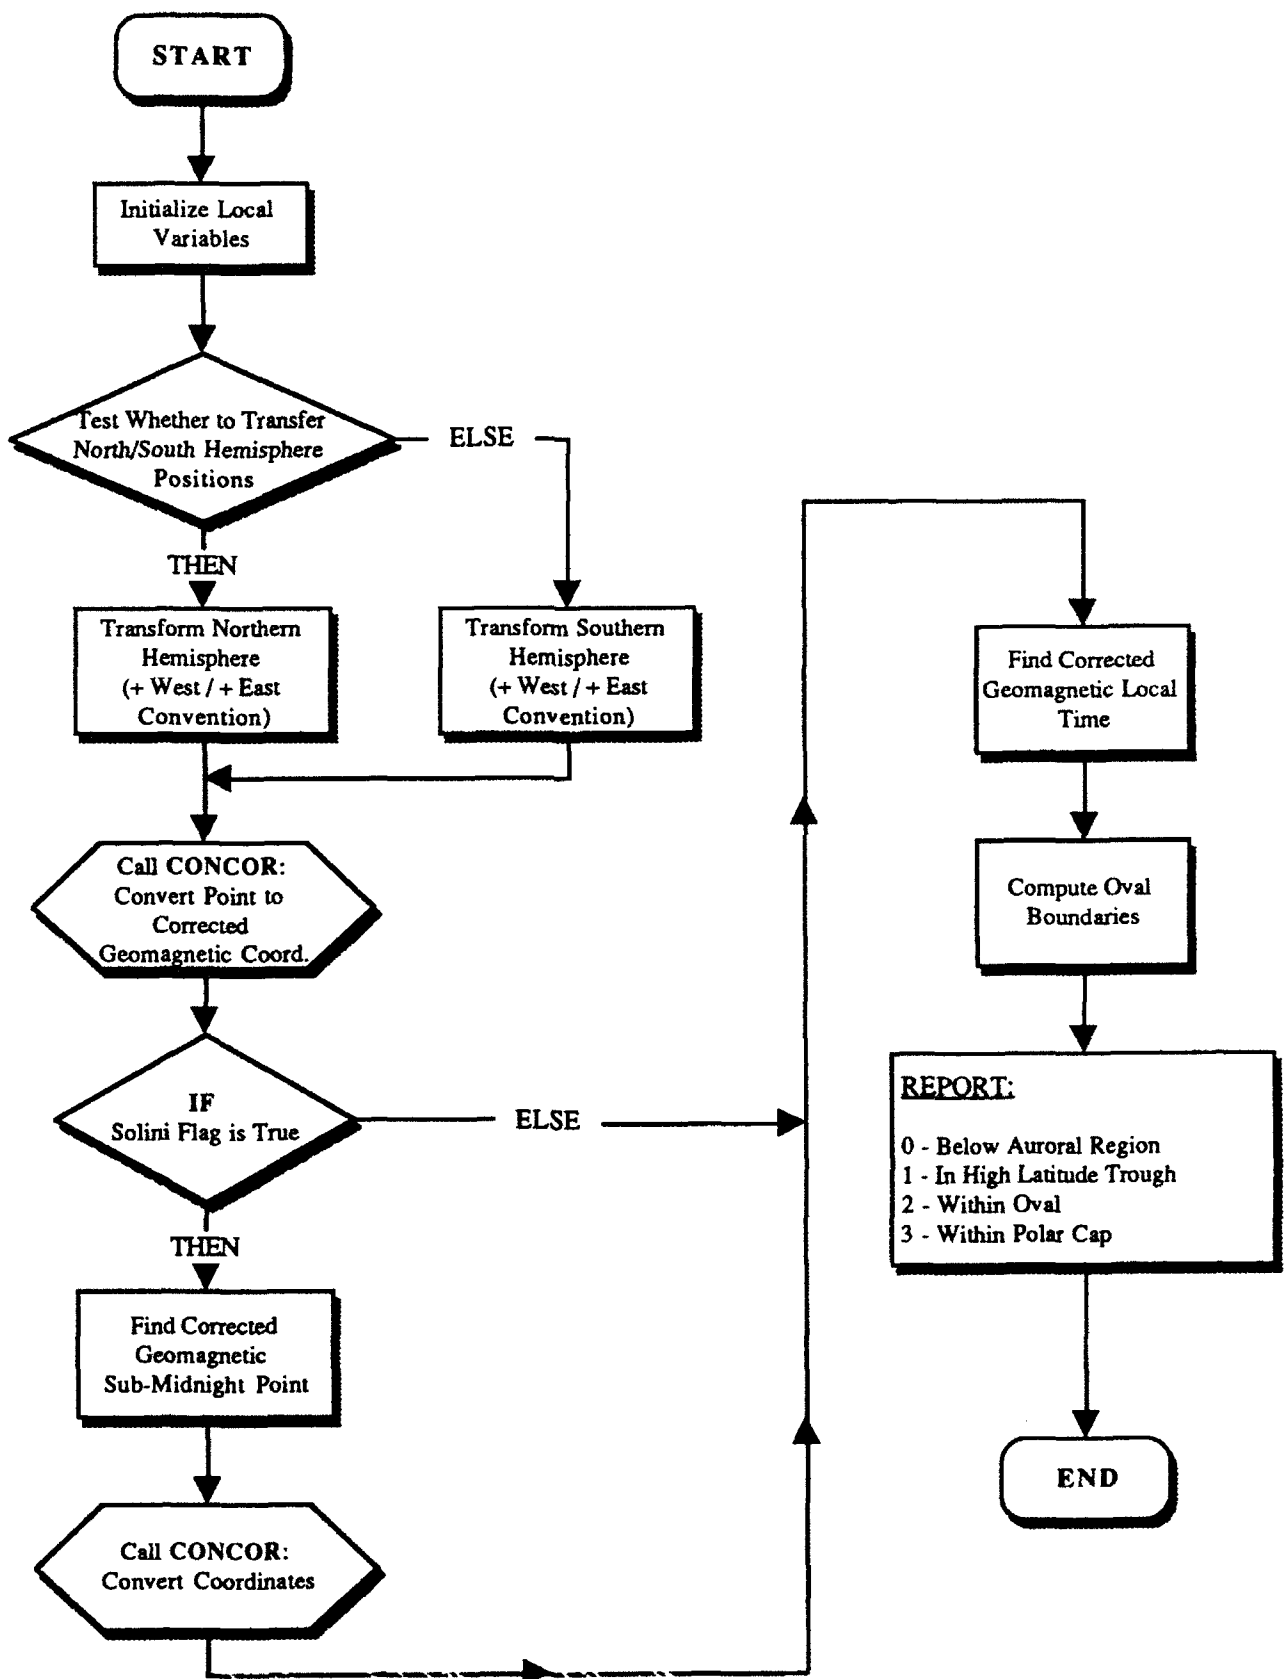 START
Initialize Local
Variables
Test Whether to Transfer
North/South Hemisphere
Positions
ELSE
THEN
Transform Northern
Hemisphere
(+ West / + East
Convention)
Transform Southern
Hemisphere
(+ West / + East
Convention)
Call CONCOR:
Convert Point to
Corrected
Geomagnetic Coord.
IF
Solini Flag is True
ELSE
THEN
Find Corrected
Geomagnetic
Sub-Midnight Point
Call CONCOR:
Convert Coordinates
Find Corrected
Geomagnetic Local
Time
Compute Oval
Boundaries
REPORT:
0 - Below Auroral Region
1 - In High Latitude Trough
2 - Within Oval
3 - Within Polar Cap
END